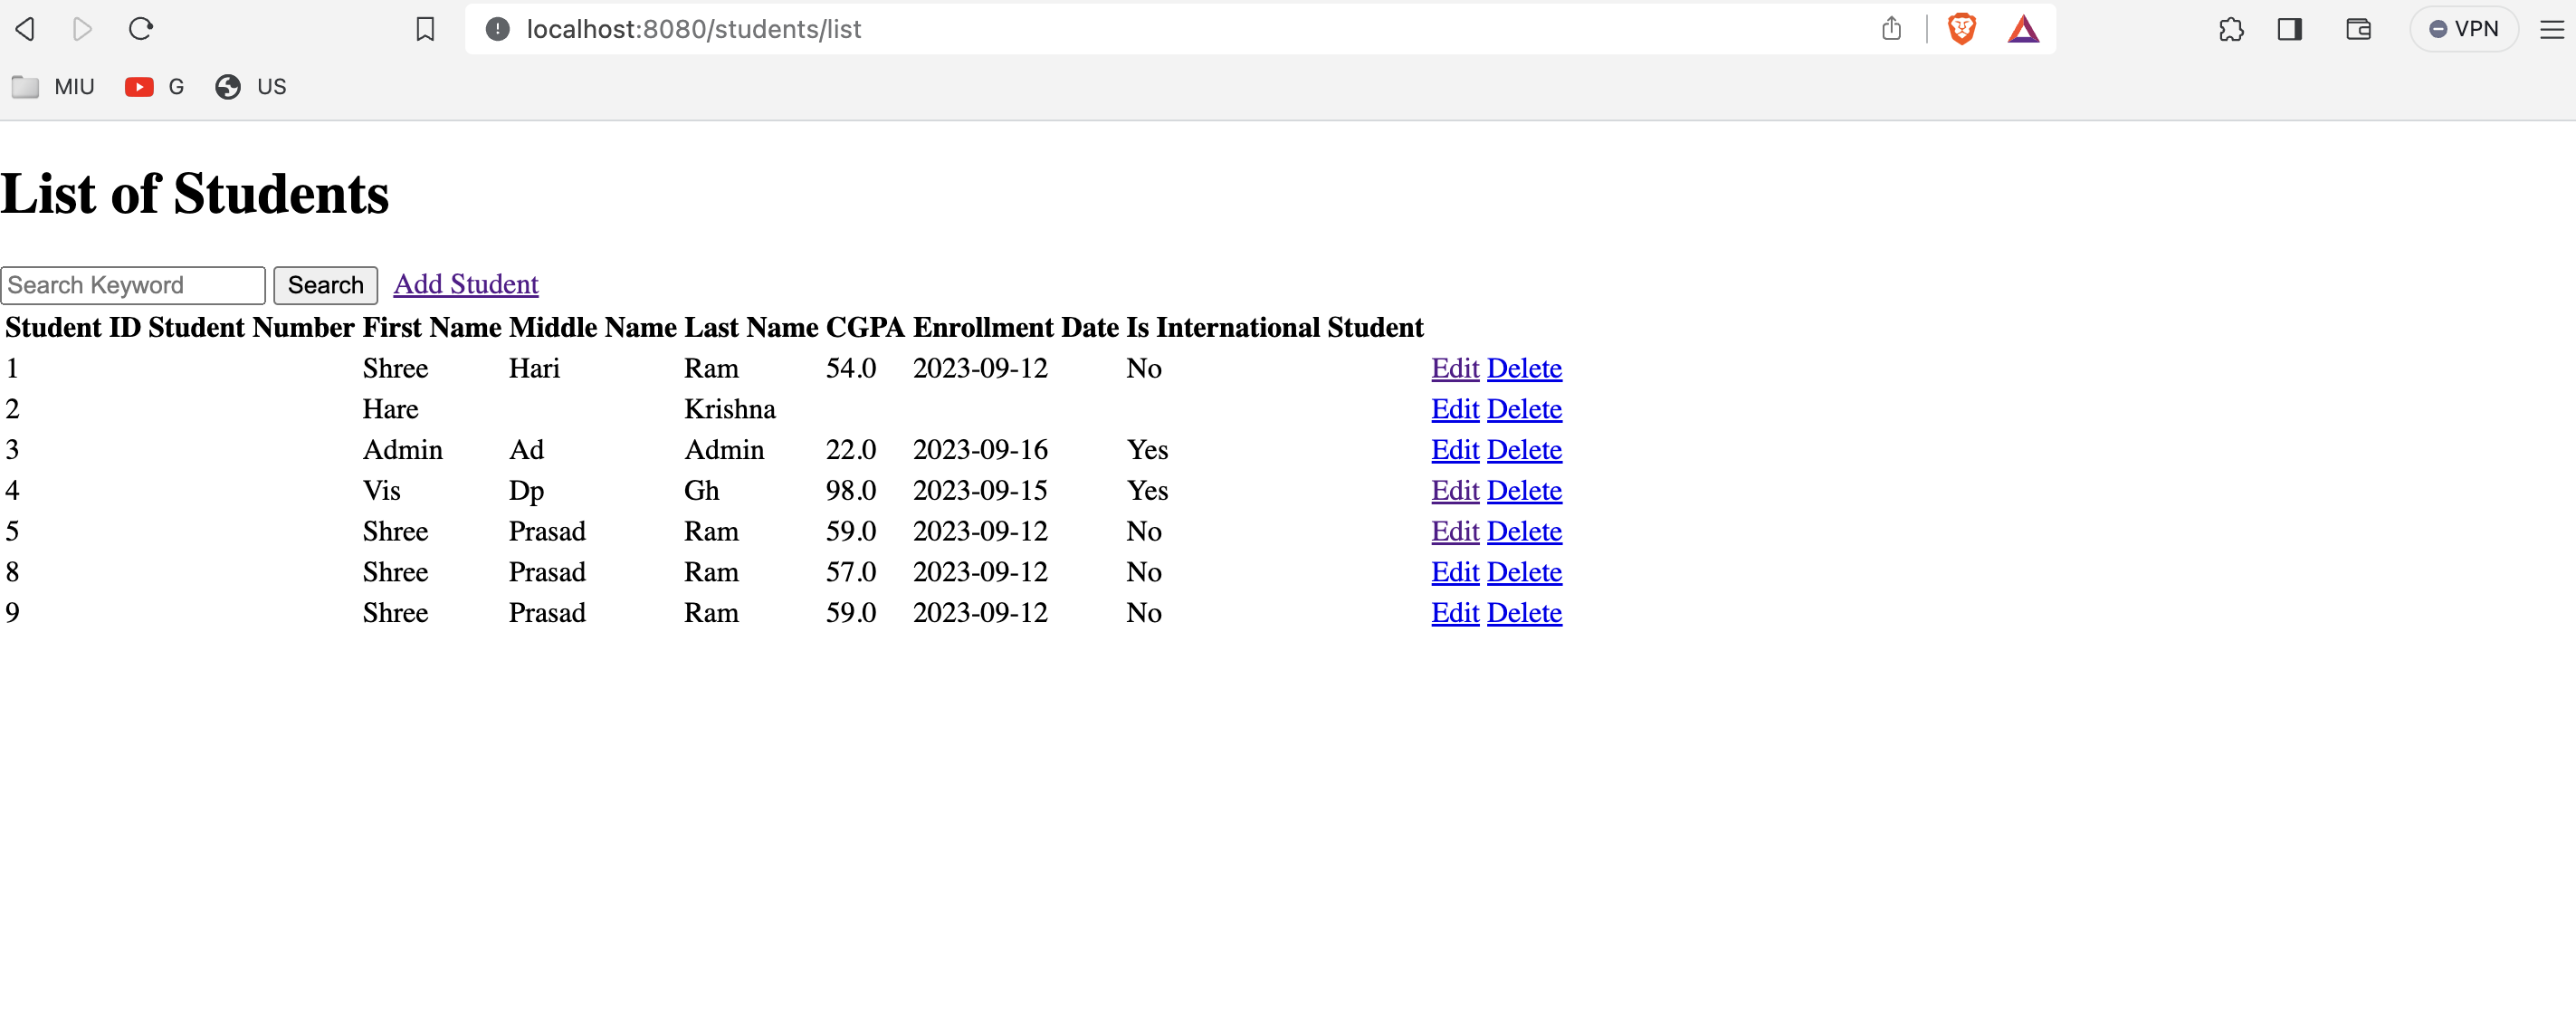 localhost:8080/students/list
VPN
MIU G US
List of Students
Search Keyword Search Add Student
Student ID Student Number First Name Middle Name Last Name CGPA Enrollment Date Is International Student
1 Shree Hari Ram 54.0 2023-09-12 No Edit Delete
2 Hare Krishna Edit Delete
3 Admin Ad Admin 22.0 2023-09-16 Yes Edit Delete
4 Vis Dp Gh 98.0 2023-09-15 Yes Edit Delete
5 Shree Prasad Ram 59.0 2023-09-12 No Edit Delete
8 Shree Prasad Ram 57.0 2023-09-12 No Edit Delete
9 Shree Prasad Ram 59.0 2023-09-12 No Edit Delete